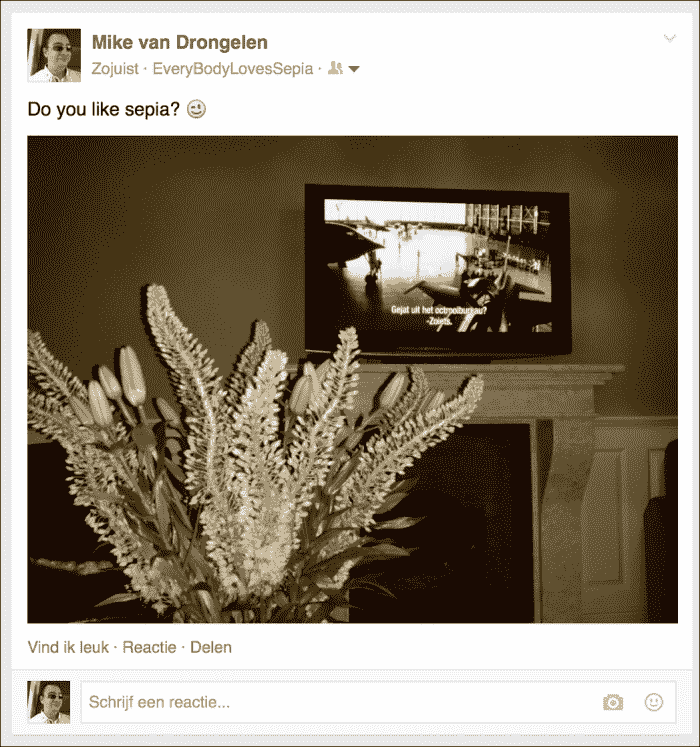 Mike van Drongelen
Zojuist · EveryBodyLovesSepia ·
Do you like sepia? 😉
Gejat uit het octrooibureau?
-Zoiets.
Vind ik leuk · Reactie · Delen
Schrijf een reactie...